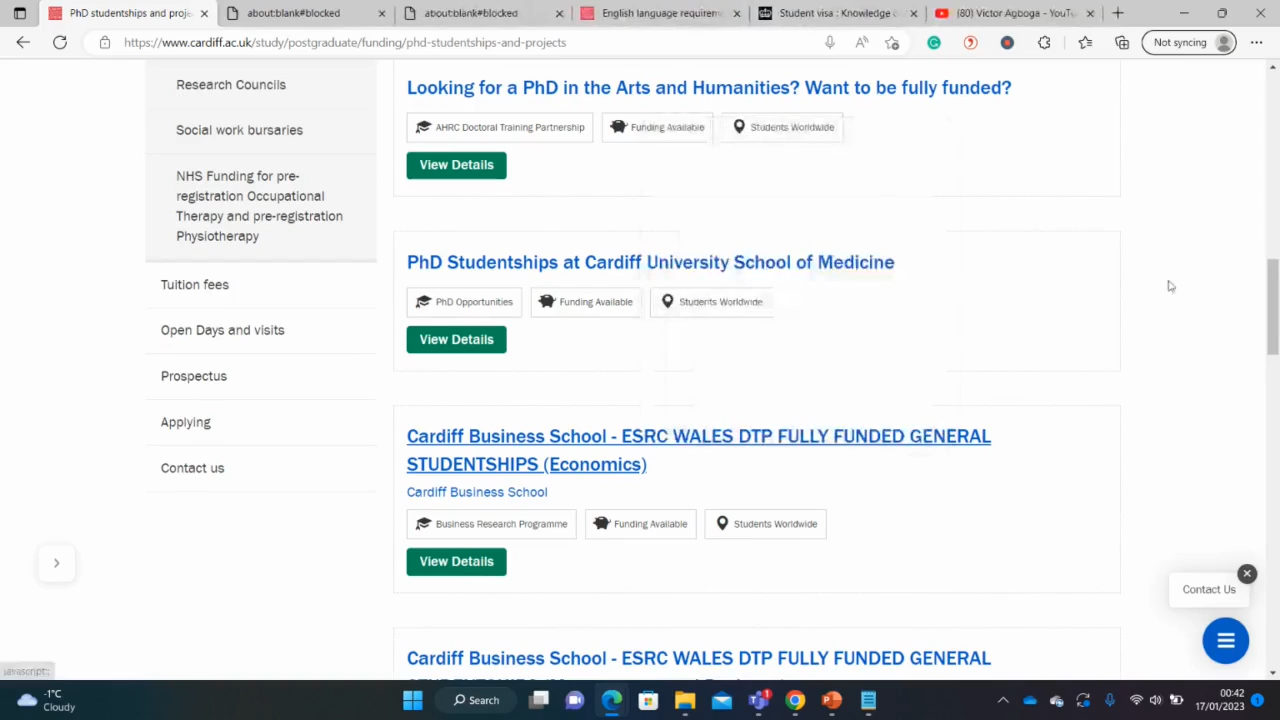 PhD studentships and proje
about:blank#blocked
about:blank#blocked
English language requireme
Student visa : Knowledge
(80) Victor Agboga - YouTu
https://www.cardiff.ac.uk/study/postgraduate/funding/phd-studentships-and-projects
Not syncing
Research Councils
Social work bursaries
NHS Funding for pre-
registration Occupational
Therapy and pre-registration
Physiotherapy
Tuition fees
Open Days and visits
Prospectus
Applying
Contact us
Looking for a PhD in the Arts and Humanities? Want to be fully funded?
AHRC Doctoral Training Partnership
Funding Available
Students Worldwide
View Details
PhD Studentships at Cardiff University School of Medicine
PhD Opportunities
Funding Available
Students Worldwide
View Details
Cardiff Business School - ESRC WALES DTP FULLY FUNDED GENERAL
STUDENTSHIPS (Economics)
Cardiff Business School
Business Research Programme
Funding Available
Students Worldwide
View Details
Cardiff Business School - ESRC WALES DTP FULLY FUNDED GENERAL
Contact Us
javascript:
-1°C
Cloudy
Search
1
00:42
17/01/2023
1